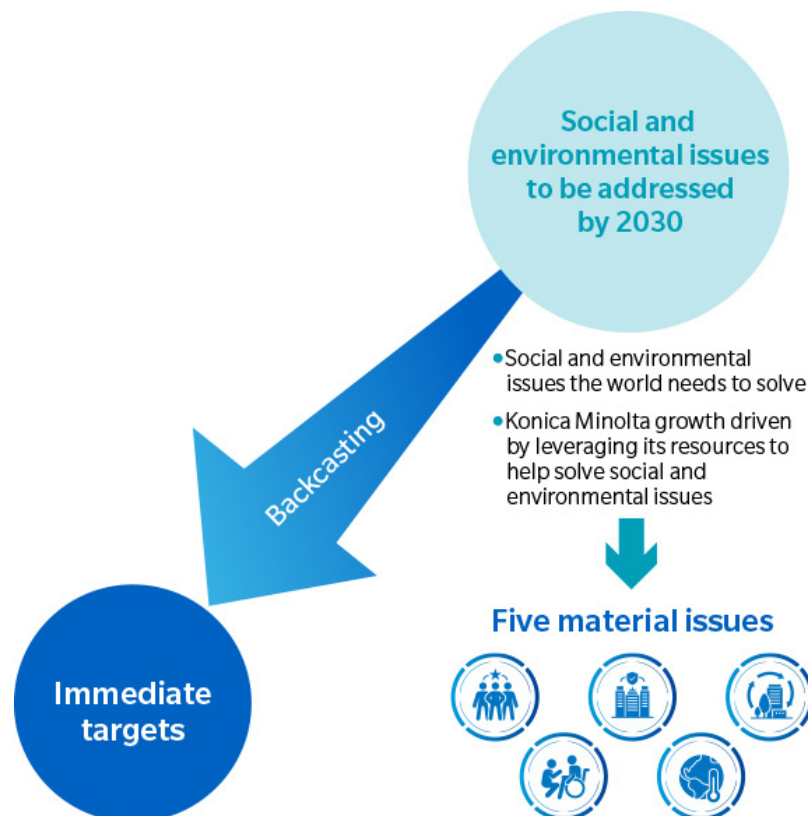 Social and
environmental issues
to be addressed
by 2030
•Social and environmental
issues the world needs to solve
•Konica Minolta growth driven
by leveraging its resources to
help solve social and
environmental issues
Backcasting
Five material issues
Immediate
targets